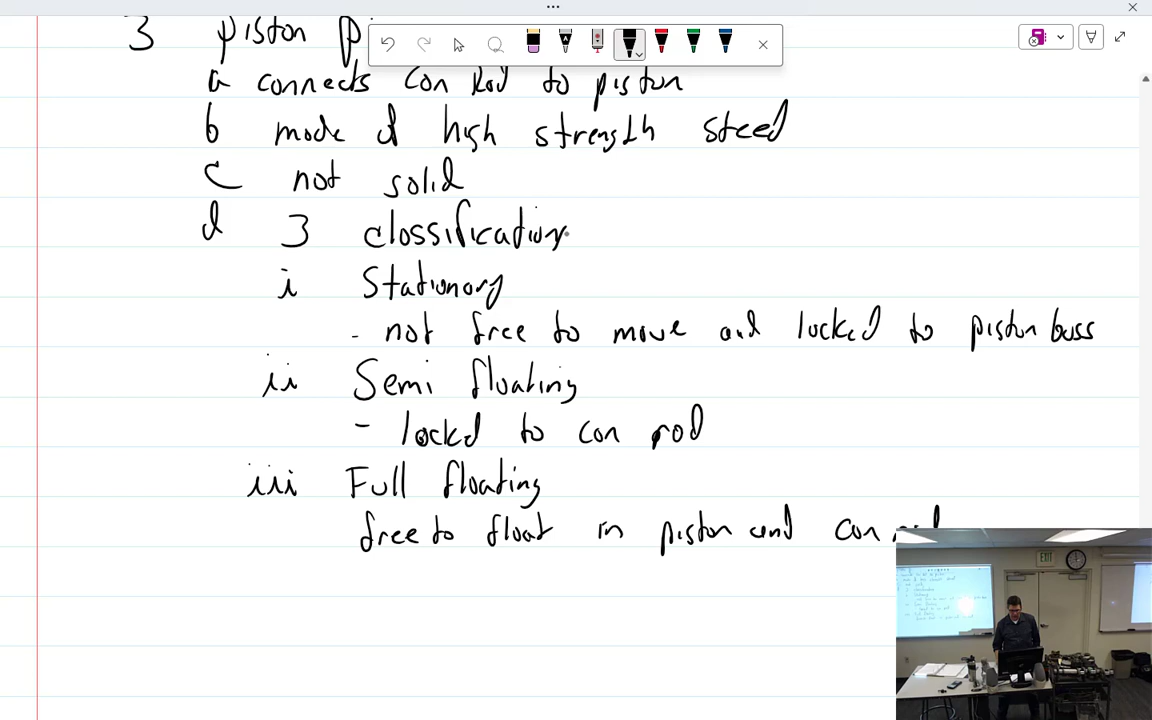 3 piston
a connects Con Rod to piston
b made of high strength steel
c not solid
d 3 classifications
i Stationary
- not free to move and locked to piston boss
ii Semi floating
- locked to con rod
iii Full floating
free to float in piston and con rod
EXIT